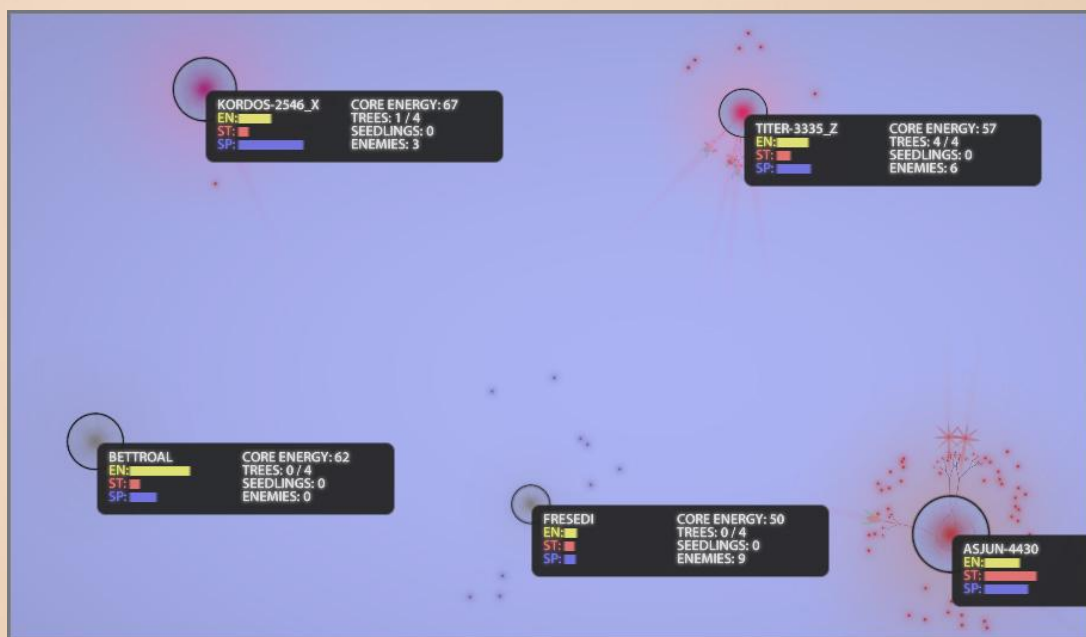 KORDOS-2546_X CORE ENERGY: 67
EN: TREES: 1 / 4
ST: SEEDLINGS: 0
SP: ENEMIES: 3
TITER-3335_Z CORE ENERGY: 57
EN: TREES: 4 / 4
ST: SEEDLINGS: 0
SP: ENEMIES: 6
BETTROAL CORE ENERGY: 62
EN: TREES: 0 / 4
ST: SEEDLINGS: 0
SP: ENEMIES: 0
FRESEDI CORE ENERGY: 50
EN: TREES: 0 / 4
ST: SEEDLINGS: 0
SP: ENEMIES: 9
ASJUN-4430
EN:
ST:
SP: